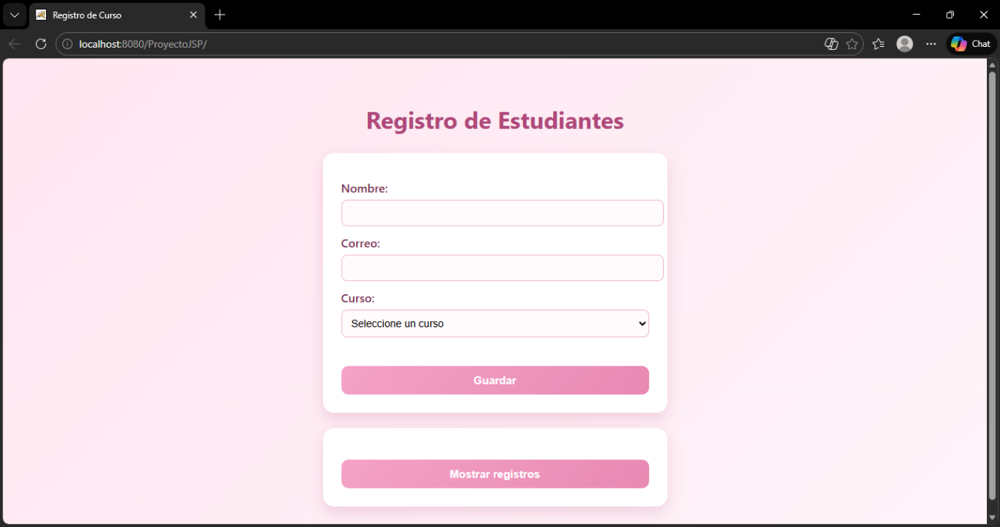 Registro de Curso
localhost:8080/ProyectoJSP/
Chat
Registro de Estudiantes
Nombre:
Correo:
Curso:
Seleccione un curso
Guardar
Mostrar registros